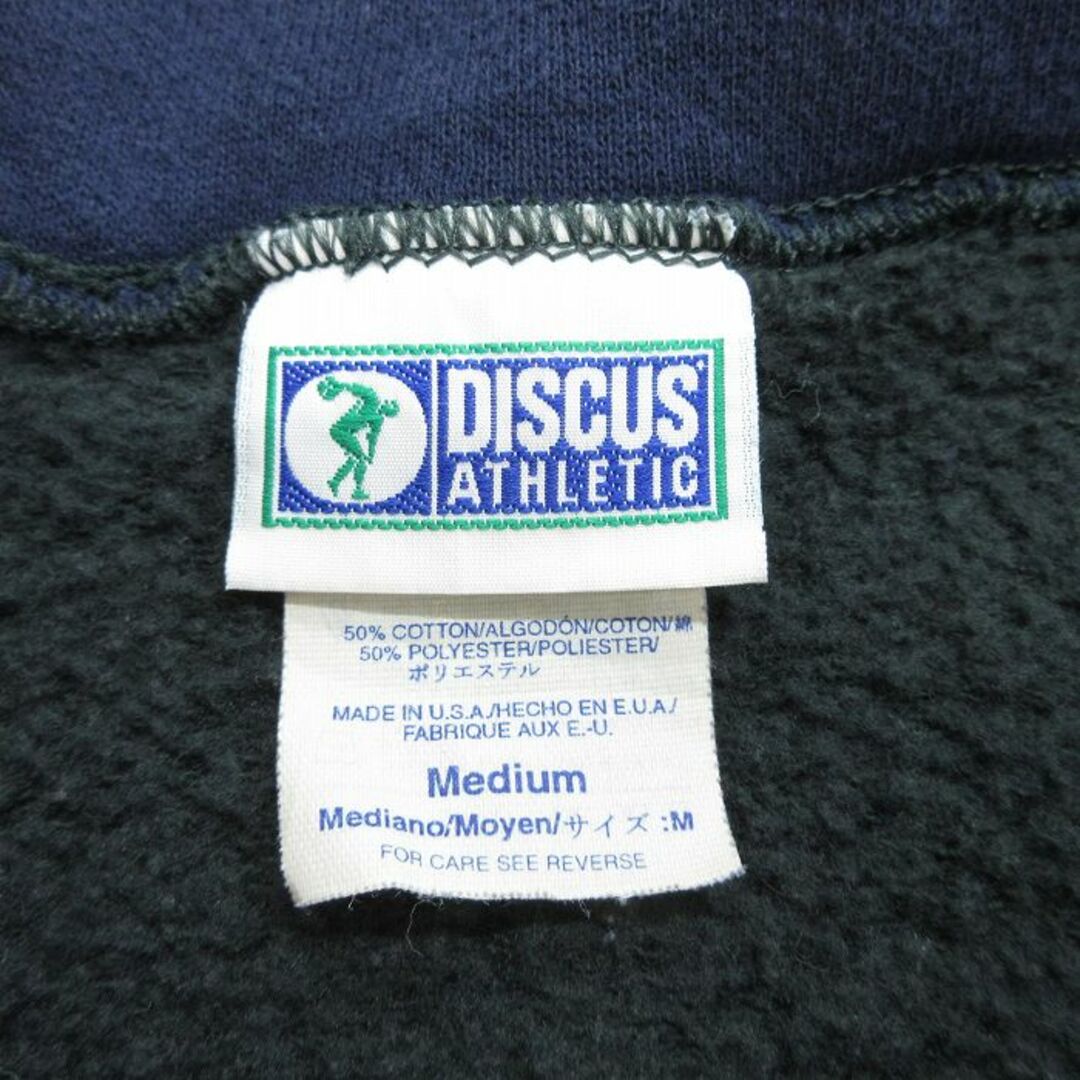 DISCUS
ATHLETIC
50% COTTON/ALGODÓN/COTON/綿
50% POLYESTER/POLIESTER/
ポリエステル
MADE IN U.S.A./HECHO EN E.U.A./
FABRIQUE AUX E.-U.
Medium
Mediano/Moyen/サイズ :M
FOR CARE SEE REVERSE